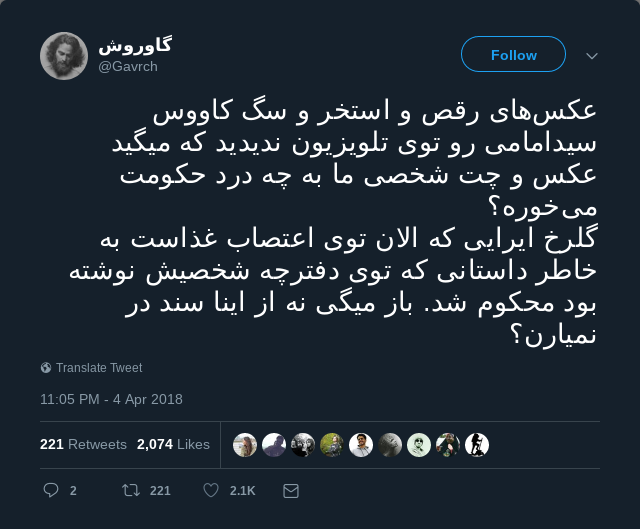 گاوروش
@Gavrch
Follow
عکس‌های رقص و استخر و سگ کاووس
سیدامامی رو توی تلویزیون ندیدید که میگید
عکس و چت شخصی ما به چه درد حکومت
می‌خوره؟
گلرخ ایرایی که الان توی اعتصاب غذاست به
خاطر داستانی که توی دفترچه شخصیش نوشته
بود محکوم شد. باز میگی نه از اینا سند در
نمیارن؟
Translate Tweet
11:05 PM - 4 Apr 2018
221 Retweets 2,074 Likes
2 221 2.1K